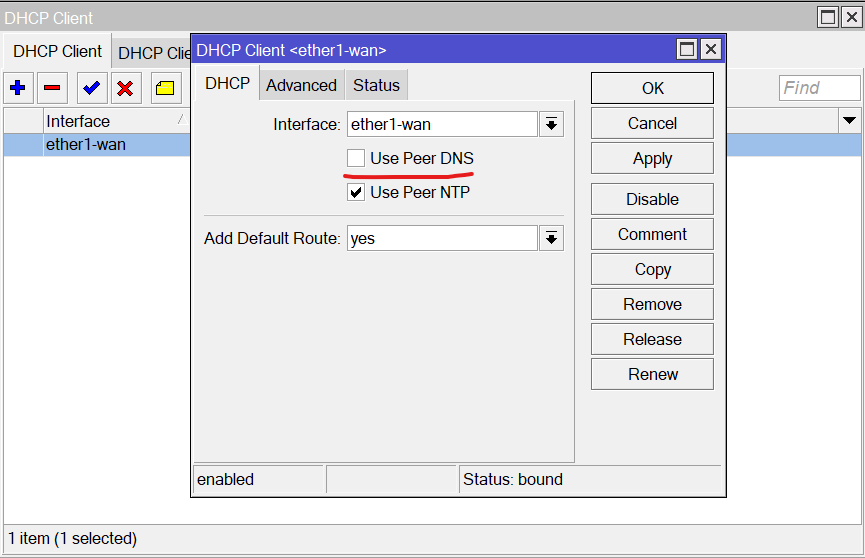 DHCP Client
DHCP Client DHCP Clie
Find
Interface
ether1-wan
1 item (1 selected)
DHCP Client <ether1-wan>
DHCP Advanced Status
Interface: ether1-wan
Use Peer DNS
Use Peer NTP
Add Default Route: yes
OK
Cancel
Apply
Disable
Comment
Copy
Remove
Release
Renew
enabled
Status: bound